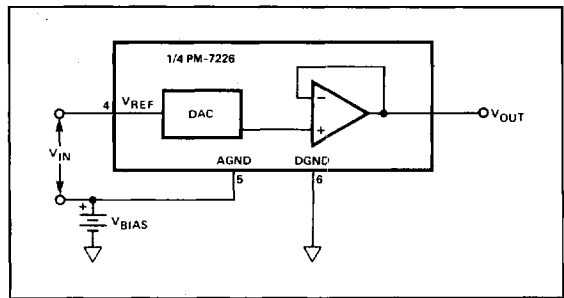 1/4 PM-7226
4
VREF
DAC
−
+
VOUT
VIN
AGND
DGND
5
6
+
VBIAS